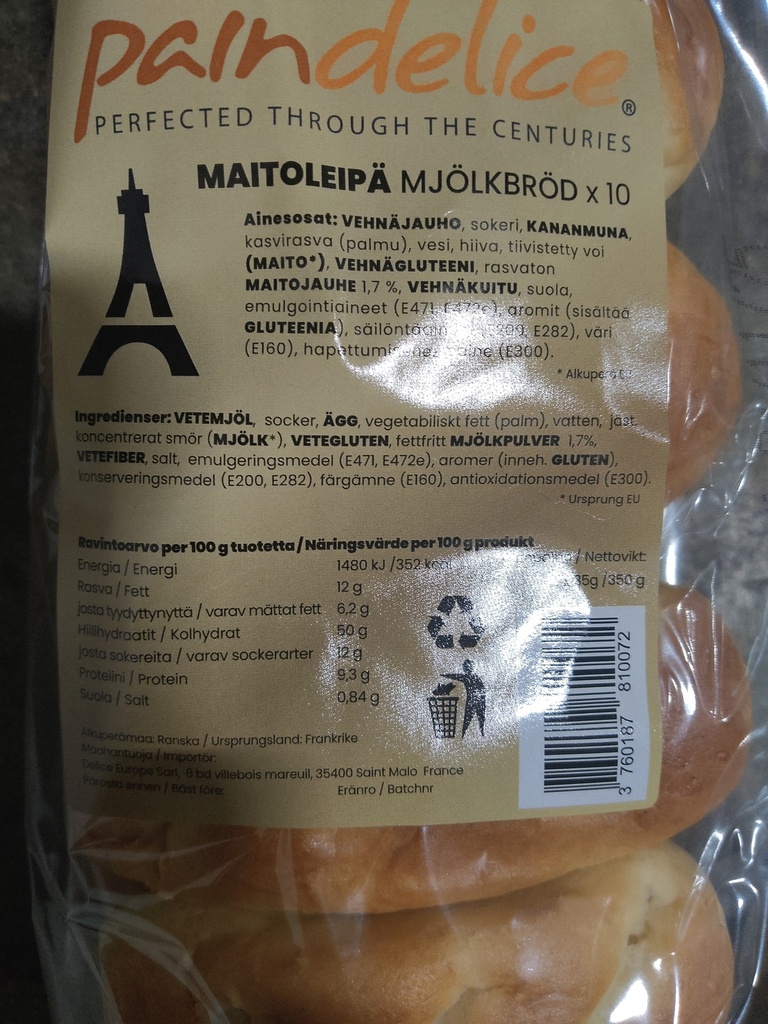 paindelice®
PERFECTED THROUGH THE CENTURIES
MAITOLEIPÄ MJÖLKBRÖD x 10
Ainesosat: VEHNÄJAUHO, sokeri, KANANMUNA,
kasvirasva (palmu), vesi, hiiva, tiivistetty voi
(MAITO*), VEHNÄGLUTEENI, rasvaton
MAITOJAUHE 1,7 %, VEHNÄKUITU, suola,
emulgointiaineet (E471, E472e), aromit (sisältää
GLUTEENIA), E282), väri
(E160), (E300).
* Alkuperä EU
Ingredienser: VETEMJÖL, socker, ÄGG, vegetabiliskt fett (palm), vatten, jäst,
koncentrerat smör (MJÖLK*), VETEGLUTEN, fettfritt MJÖLKPULVER 1,7%,
VETEFIBER, salt, emulgeringsmedel (E471, E472e), aromer (inneh. GLUTEN),
konserveringsmedel (E200, E282), färgämne (E160), antioxidationsmedel (E300).
* Ursprung EU
Ravintoarvo per 100 g tuotetta / Näringsvärde per 100 g produkt
Energia / Energi 1480 kJ /352 kcal
Rasva / Fett 12 g
josta tyydyttynyttä / varav mättat fett 6,2 g
Hiilihydraatit / Kolhydrat 50 g
josta sokereita / varav sockerarter 12 g
Proteiini / Protein 9,3 g
Suola / Salt 0,84 g
/ Nettovikt:
35g /350 g
3 760187 810072
Alkuperämaa: Ranska / Ursprungsland: Frankrike
Maahantuoja / Importör:
Delice Europe Sarl, 8 bd villebois mareuil, 35400 Saint Malo France
Parasta ennen / Bäst före: Eränro / Batchnr